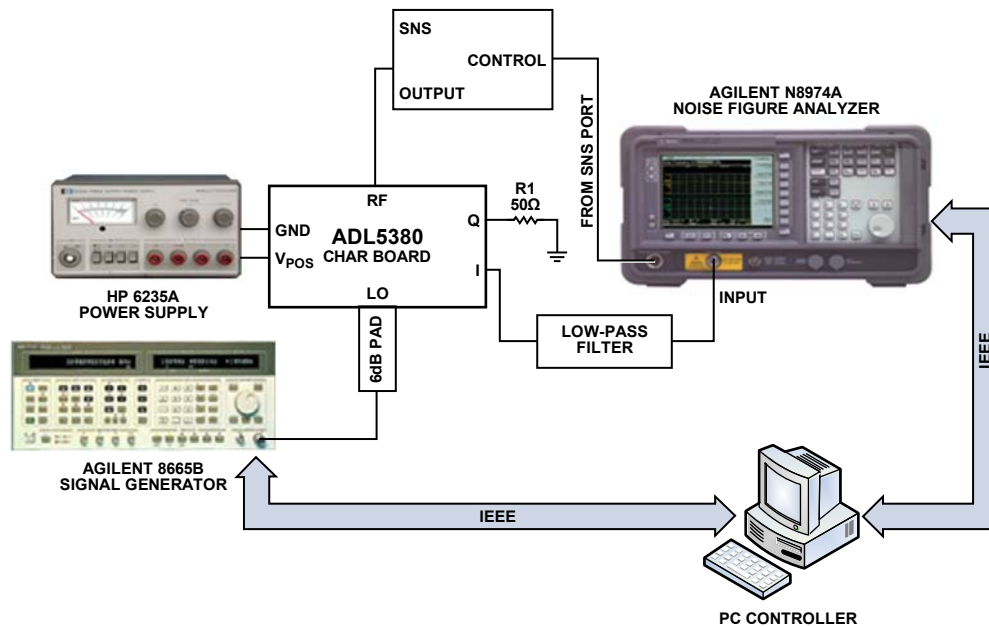 SNS
CONTROL
OUTPUT
AGILENT N8974A
NOISE FIGURE ANALYZER
FROM SNS PORT
RF
R1
50Ω
Q
GND
ADL5380
CHAR BOARD
VPOS
I
LO
INPUT
HP 6235A
POWER SUPPLY
6dB PAD
LOW-PASS
FILTER
IEEE
AGILENT 8665B
SIGNAL GENERATOR
IEEE
PC CONTROLLER